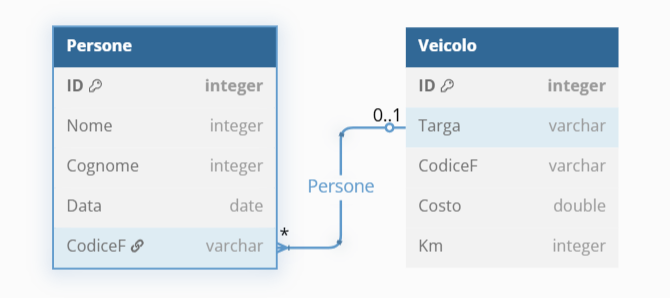 Persone
ID integer
Nome integer
Cognome integer
Data date
CodiceF varchar
*
Persone
0..1
Veicolo
ID integer
Targa varchar
CodiceF varchar
Costo double
Km integer